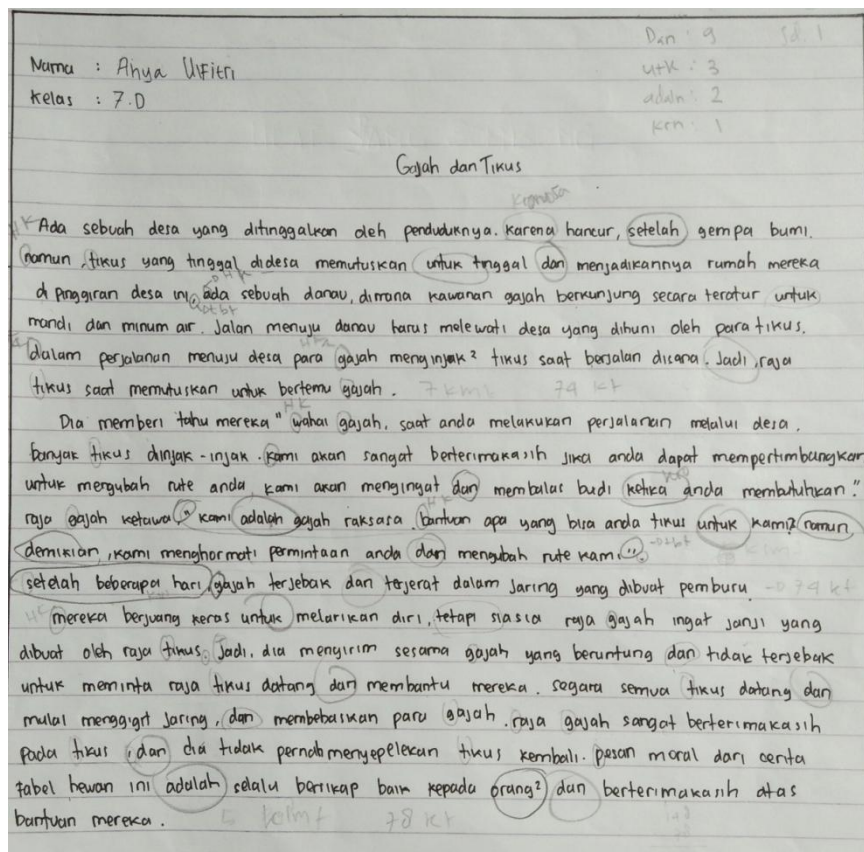 Dan : 9
Nama : Anya Ulfitri
utk : 3
Kelas : 7.D
adalh : 2
krn : 1
Gajah dan Tikus
Ada sebuah desa yang ditinggalkan oleh penduduknya. Karena hancur, setelah gempa bumi.
namun, tikus yang tinggal didesa memutuskan untuk tinggal dan menjadikannya rumah mereka
di pinggiran desa ini, ada sebuah danau, dimana kawanan gajah berkunjung secara teratur untuk
mandi dan minum air. Jalan menuju danau harus melewati desa yang dihuni oleh para tikus.
dalam perjalanan menuju desa para gajah menginjak² tikus saat berjalan disana. Jadi, raja
tikus saat memutuskan untuk bertemu gajah.
7 kmt 74 kt
Dia memberi tahu mereka" wahai gajah, saat anda melakukan perjalanan melalui desa.
banyak tikus dinjak-injak. kami akan sangat berterimakasih jika anda dapat mempertimbangkan
untuk mengubah rute anda, kami akan mengingat dan membalas budi ketika anda membutuhkan."
raja gajah ketawa," kami adalah gajah raksasa. bantuan apa yang bisa anda tikus untuk kami? namun
demikian, kami menghormati permintaan anda dan mengubah rute kami".
setelah beberapa hari, gajah terjebak dan terjerat dalam jaring yang dibuat pemburu
mereka berjuang keras untuk melarikan diri, tetapi siasia raja gajah ingat janji yang
dibuat oleh raja tikus. Jadi, dia mengirim sesama gajah yang beruntung dan tidak terjebak
untuk meminta raja tikus datang dan membantu mereka. segara semua tikus datang dan
mulai menggigit jaring, dan membebaskan para gajah. raja gajah sangat berterimakasih
pada tikus, dan dia tidak pernah menyepelekan tikus kembali. pesan moral dari cerita
fabel hewan ini adalah selalu bersikap baik kepada orang² dan berterimakasih atas
bantuan mereka.
78 kt